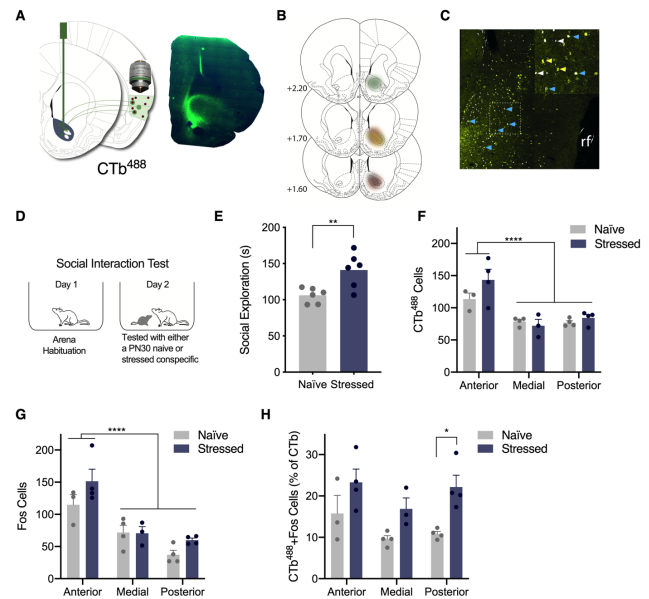 A
CTb488
B
+2.20
+1.70
+1.60
C
rf
D
Social Interaction Test
Day 1
Day 2
Arena
Habituation
Tested with either
a PN30 naive or
stressed conspecific
E
Social Exploration (s)
200
150
100
50
0
**
Naïve Stressed
F
CTb488 Cells
200
150
100
50
0
****
Naïve
Stressed
Anterior Medial Posterior
G
Fos Cells
200
150
100
50
0
****
Naïve
Stressed
Anterior Medial Posterior
H
CTb488-Fos Cells (% of CTb)
40
30
20
10
0
*
Naïve
Stressed
Anterior Medial Posterior